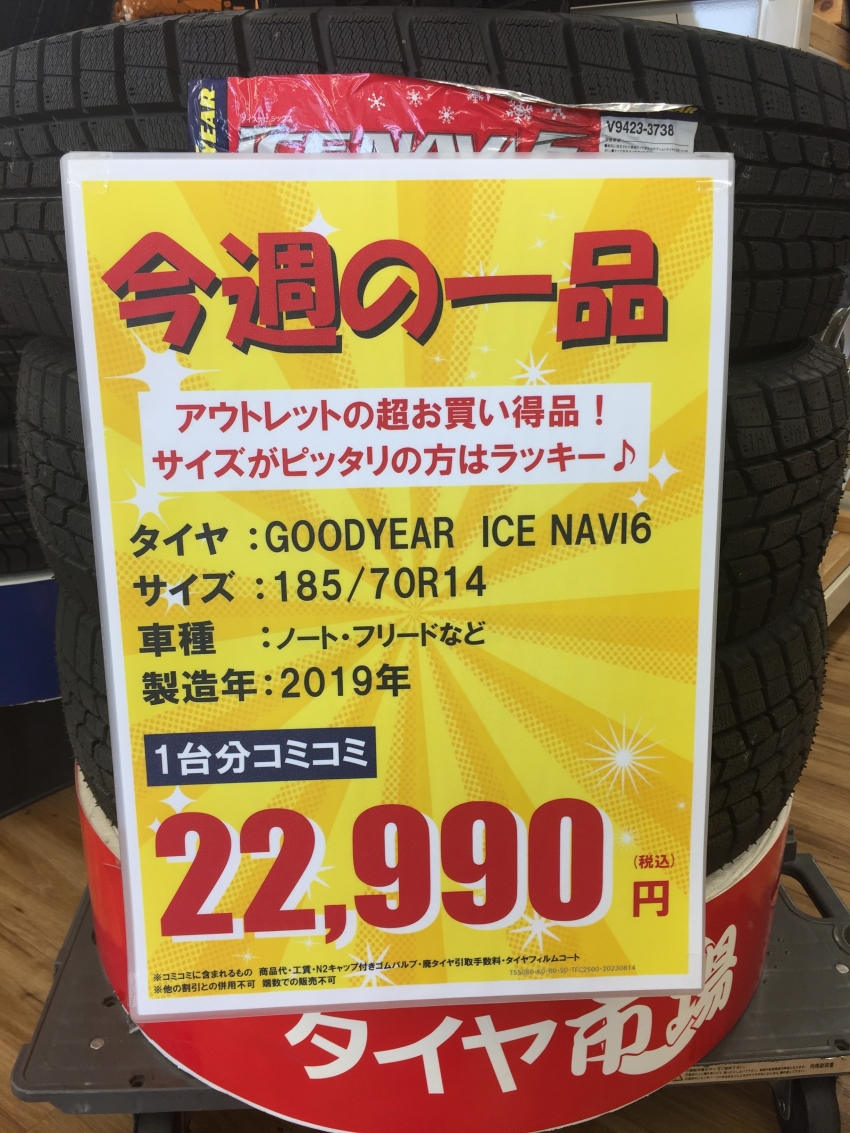 YEAR
ICE NAVI 6
V9423-3738
今週の一品
アウトレットの超お買い得品！
サイズがピッタリの方はラッキー♪
タイヤ：GOODYEAR ICE NAVI6
サイズ：185/70R14
車種　：ノート・フリードなど
製造年：2019年
1台分コミコミ
22,990
(税込)
円
※コミコミに含まれるもの 商品代・工賃・N2キャップ付きゴムバルブ・廃タイヤ引取手数料・タイヤフィルムコート
※他の割引との併用不可 端数での販売不可
タイヤ市場